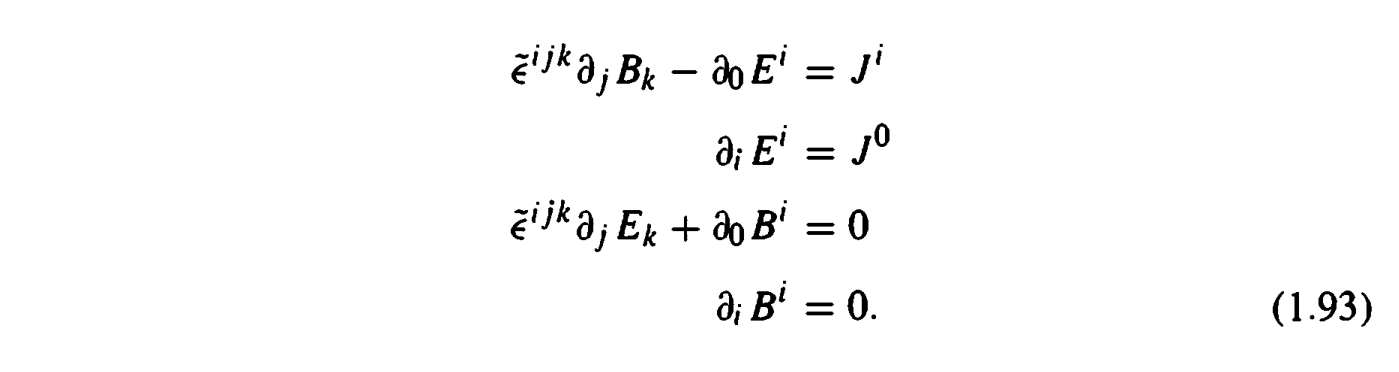 ε̃^{ijk}∂_j B_k − ∂_0 E^i = J^i
∂_i E^i = J^0
ε̃^{ijk}∂_j E_k + ∂_0 B^i = 0
∂_i B^i = 0. (1.93)